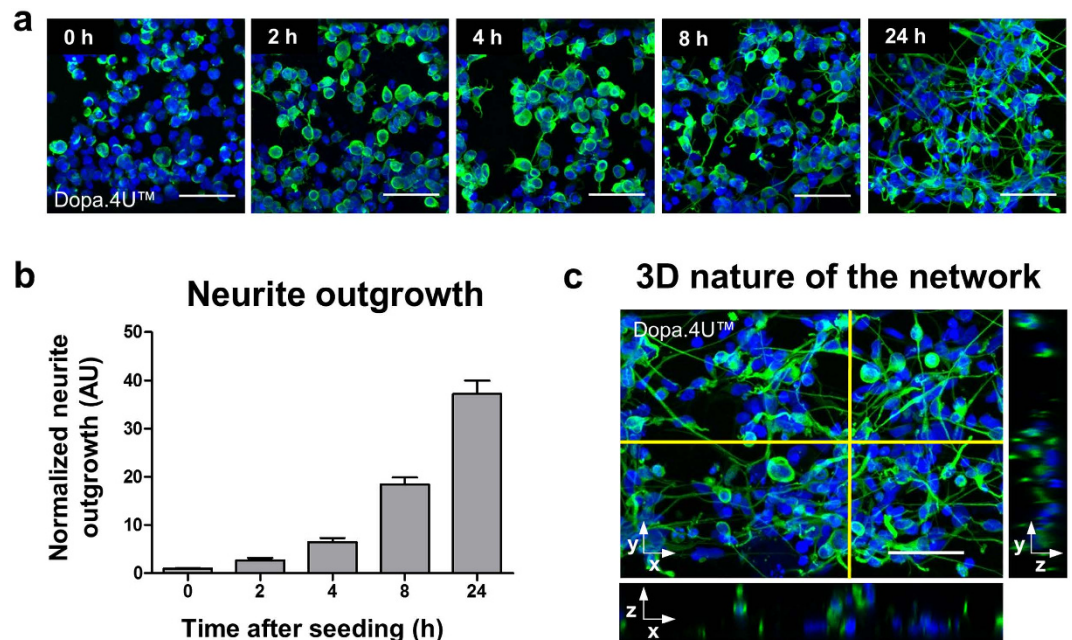 a
0 h
2 h
4 h
8 h
24 h
Dopa.4U™
b
Neurite outgrowth
Normalized neurite
outgrowth (AU)
50
40
30
20
10
0
0 2 4 8 24
Time after seeding (h)
c
3D nature of the network
Dopa.4U™
y
x
y
z
z
x